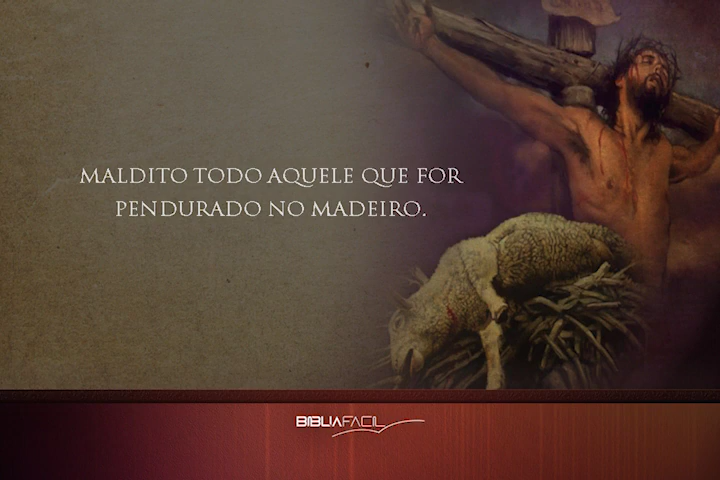 MALDITO TODO AQUELE QUE FOR
PENDURADO NO MADEIRO.
BIBLIAFACIL